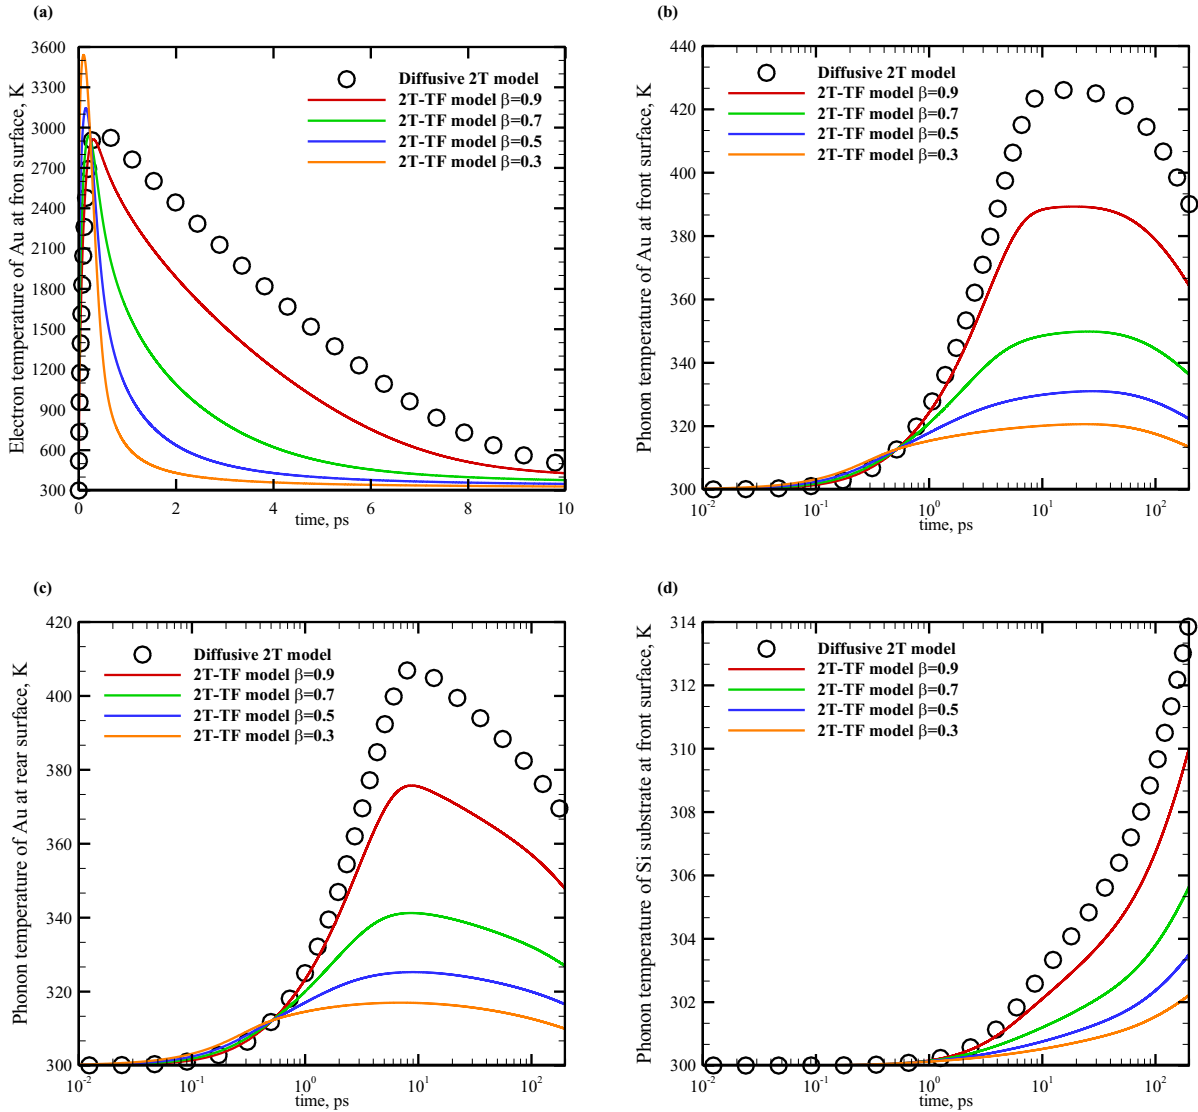 (a)
Electron temperature of Au at fron surface, K
3600
3300
3000
2700
2400
2100
1800
1500
1200
900
600
300
Diffusive 2T model
2T-TF model β=0.9
2T-TF model β=0.7
2T-TF model β=0.5
2T-TF model β=0.3
0
2
4
6
8
10
time, ps
(b)
Phonon temperature of Au at front surface, K
440
420
400
380
360
340
320
300
Diffusive 2T model
2T-TF model β=0.9
2T-TF model β=0.7
2T-TF model β=0.5
2T-TF model β=0.3
10⁻²
10⁻¹
10⁰
10¹
10²
time, ps
(c)
Phonon temperature of Au at rear surface, K
420
400
380
360
340
320
300
Diffusive 2T model
2T-TF model β=0.9
2T-TF model β=0.7
2T-TF model β=0.5
2T-TF model β=0.3
10⁻²
10⁻¹
10⁰
10¹
10²
time, ps
(d)
Phonon temperature of Si substrate at front surface, K
314
312
310
308
306
304
302
300
Diffusive 2T model
2T-TF model β=0.9
2T-TF model β=0.7
2T-TF model β=0.5
2T-TF model β=0.3
10⁻²
10⁻¹
10⁰
10¹
10²
time, ps